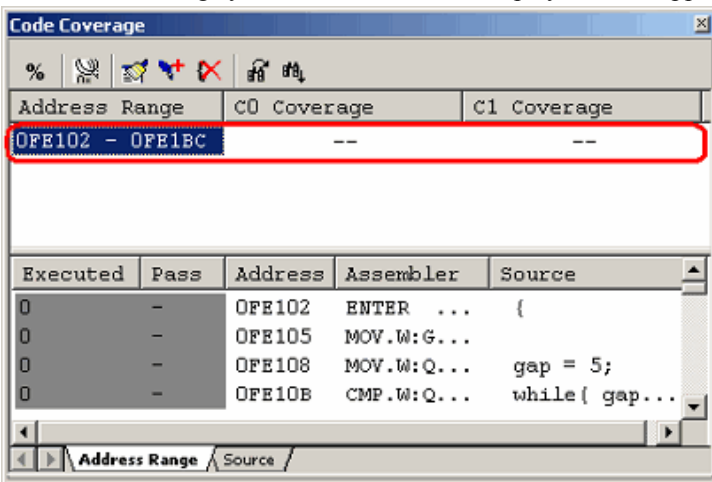 Code Coverage
%
Address Range C0 Coverage C1 Coverage
0FE102 - 0FE1BC -- --
Executed Pass Address Assembler Source
0 - 0FE102 ENTER ... {
0 - 0FE105 MOV.W:G...
0 - 0FE108 MOV.W:Q... gap = 5;
0 - 0FE10B CMP.W:Q... while( gap...
Address Range Source